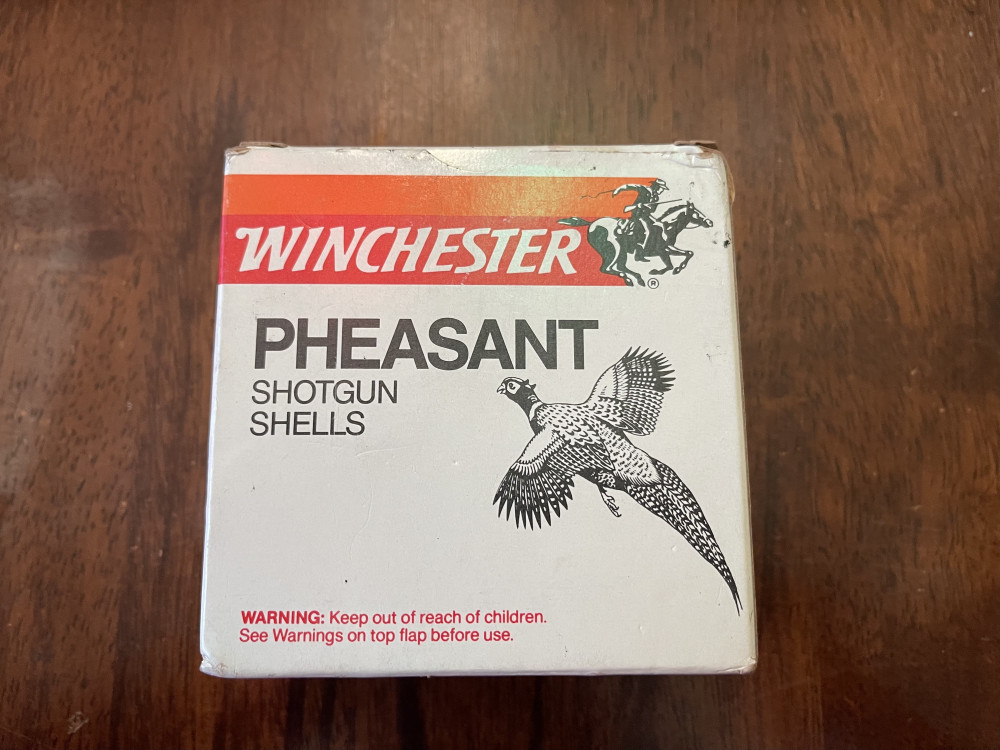 WINCHESTER
®
PHEASANT
SHOTGUN
SHELLS
WARNING: Keep out of reach of children.
See Warnings on top flap before use.